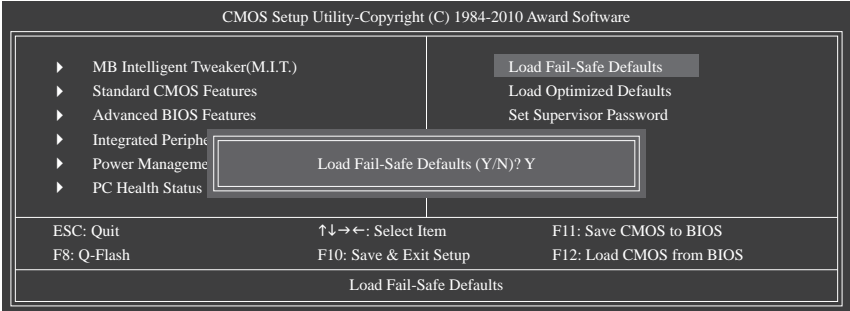 CMOS Setup Utility-Copyright (C) 1984-2010 Award Software
MB Intelligent Tweaker(M.I.T.)
Standard CMOS Features
Advanced BIOS Features
Integrated Periphe
Power Manageme
PC Health Status
Load Fail-Safe Defaults
Load Optimized Defaults
Set Supervisor Password
Load Fail-Safe Defaults (Y/N)? Y
ESC: Quit
F8: Q-Flash
↑↓→←: Select Item
F10: Save & Exit Setup
F11: Save CMOS to BIOS
F12: Load CMOS from BIOS
Load Fail-Safe Defaults